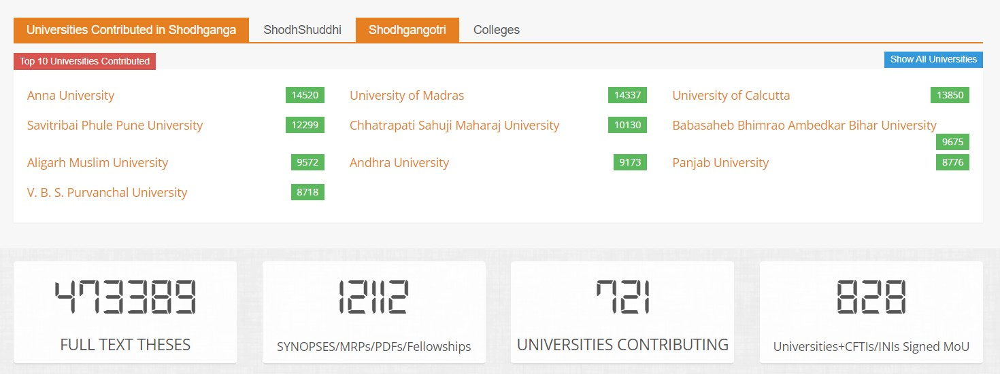 Universities Contributed in Shodhganga ShodhShuddhi Shodhgangotri Colleges
Top 10 Universities Contributed Show All Universities
Anna University 14520 University of Madras 14337 University of Calcutta 13850
Savitribai Phule Pune University 12299 Chhatrapati Sahuji Maharaj University 10130 Babasaheb Bhimrao Ambedkar Bihar University
9675
Aligarh Muslim University 9572 Andhra University 9173 Panjab University 8776
V. B. S. Purvanchal University 8718
473389 12112 721 828
FULL TEXT THESES SYNOPSES/MRPs/PDFs/Fellowships UNIVERSITIES CONTRIBUTING Universities+CFTIs/INIs Signed MoU